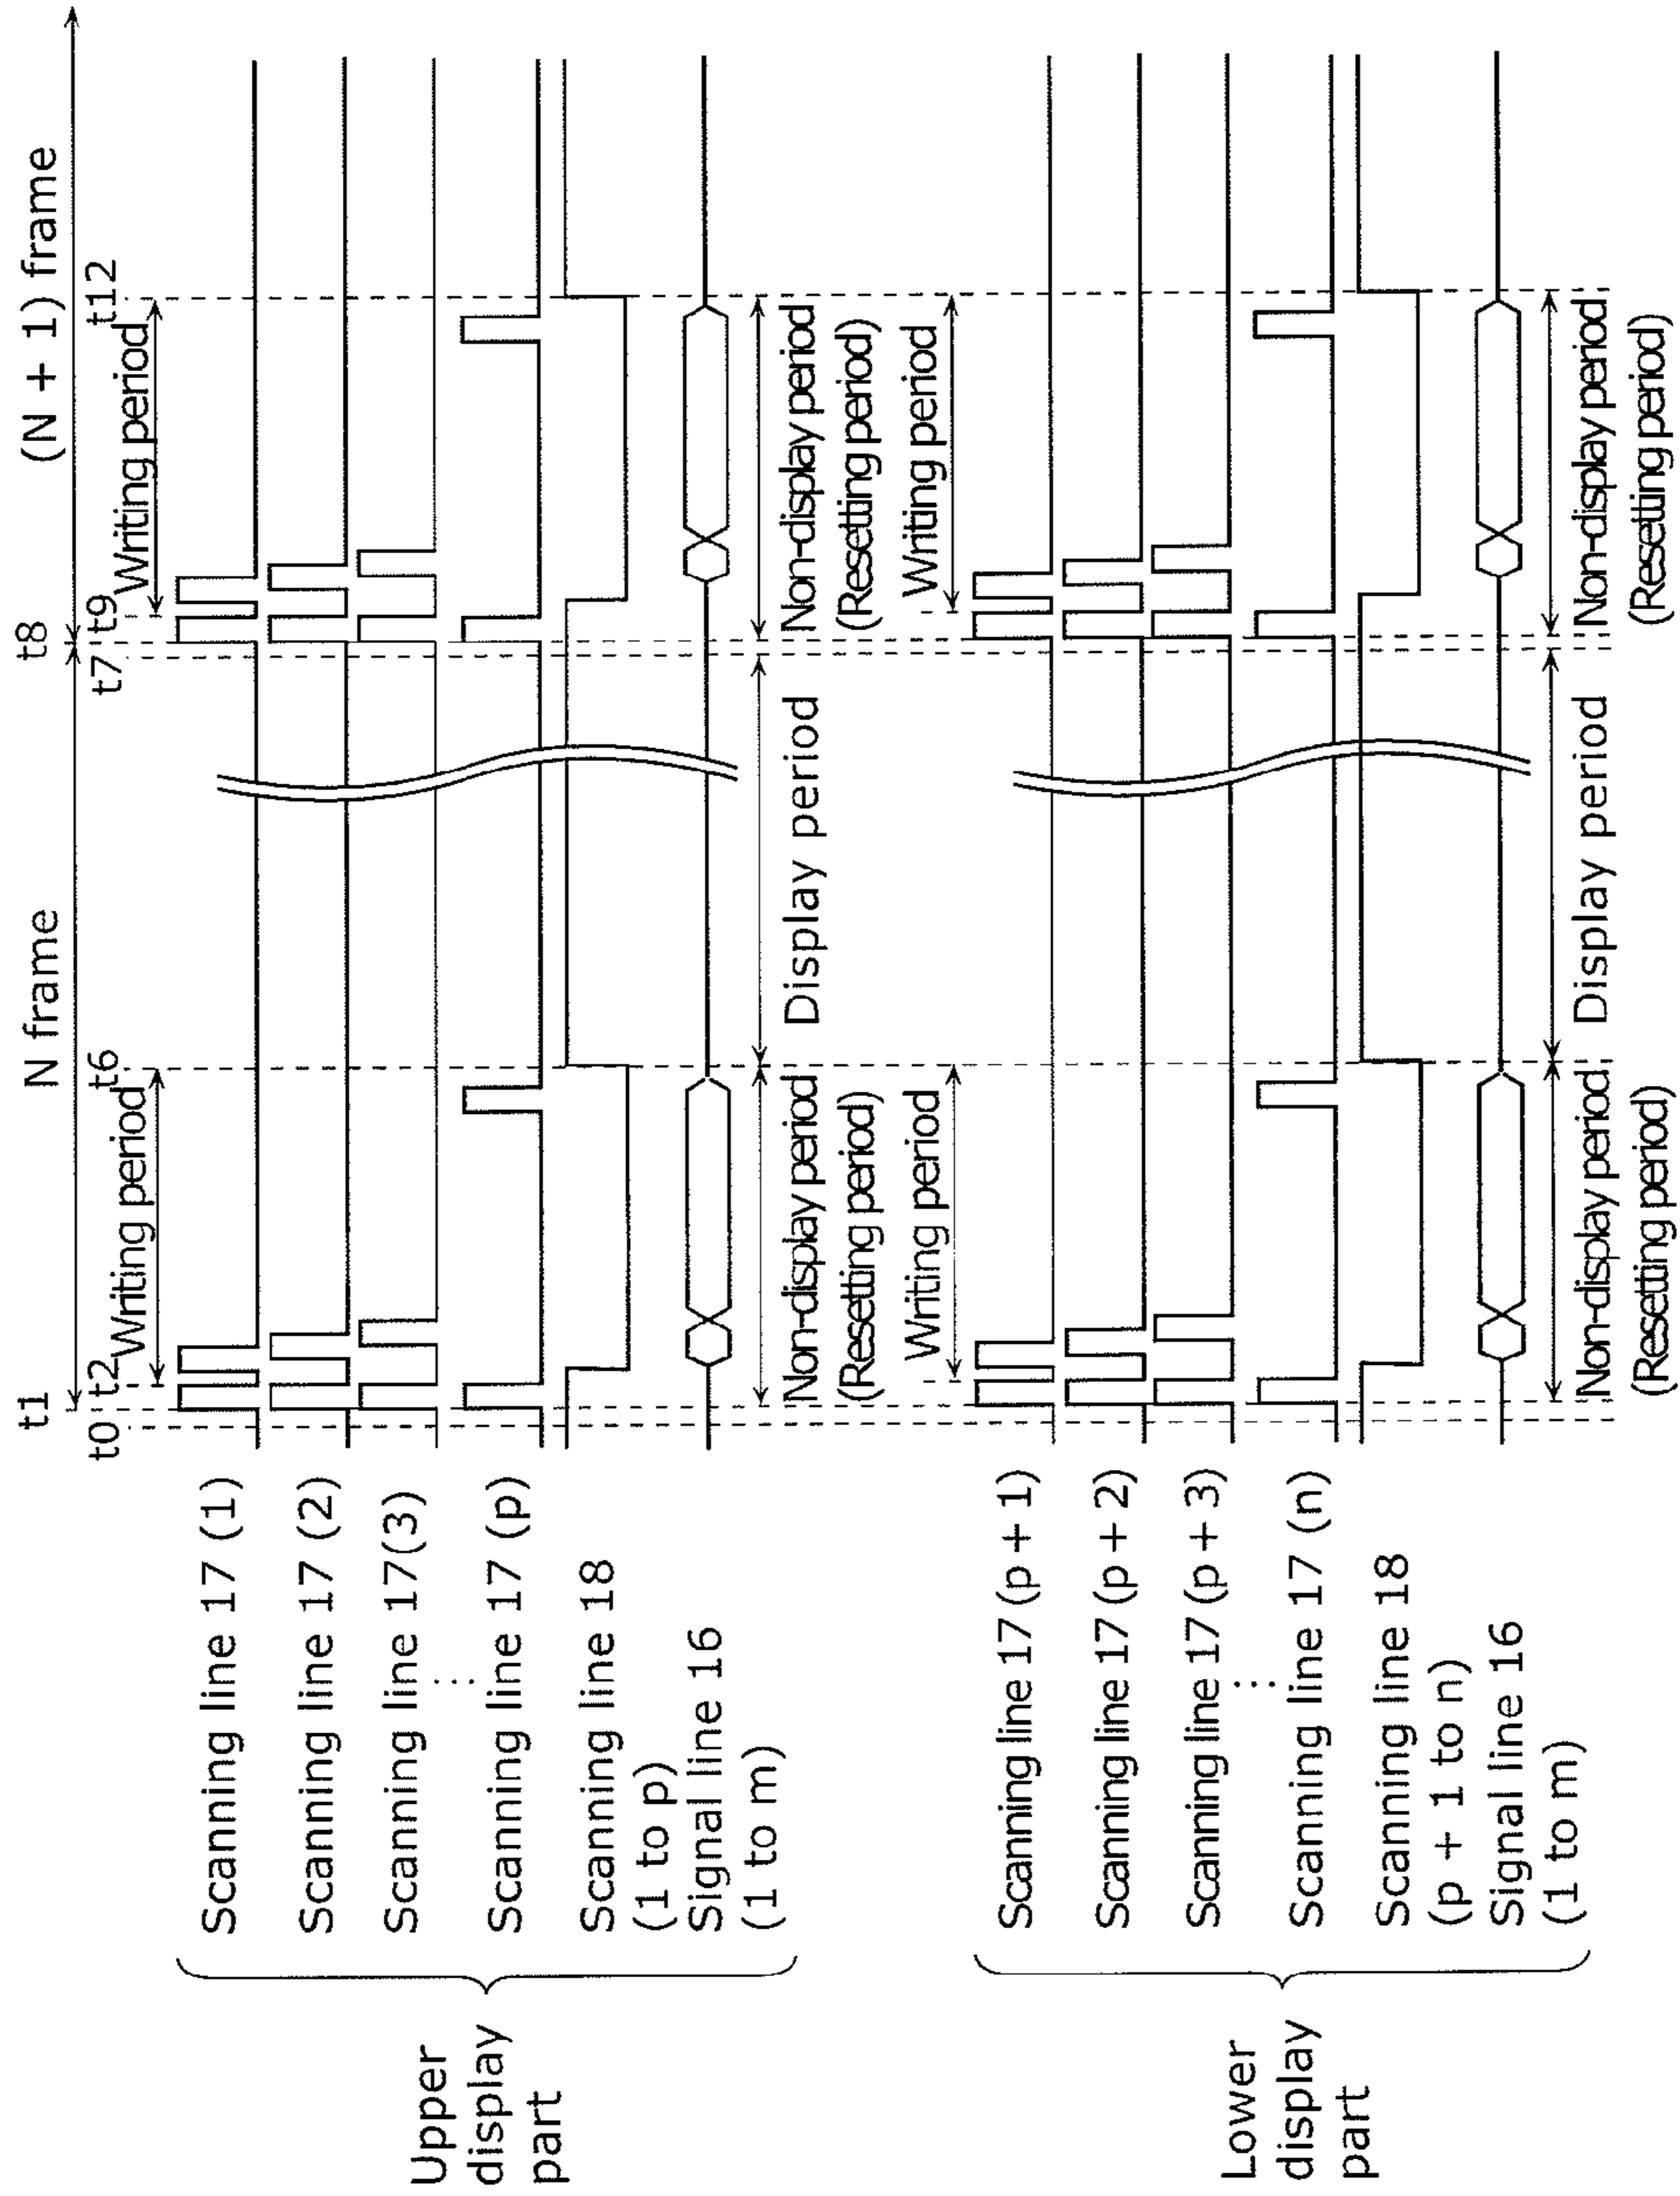 N frame
(N + 1) frame
t1
t8
t0
t2
t6
t7
t9
t12
Writing period
Writing period
Upper
display
part
Scanning line 17 (1)
Scanning line 17 (2)
Scanning line 17(3)
⋮
Scanning line 17 (p)
Scanning line 18
(1 to p)
Signal line 16
(1 to m)
Non-display period
(Resetting period)
Display period
Non-display period
(Resetting period)
Writing period
Writing period
Lower
display
part
Scanning line 17 (p + 1)
Scanning line 17 (p + 2)
Scanning line 17 (p + 3)
⋮
Scanning line 17 (n)
Scanning line 18
(p + 1 to n)
Signal line 16
(1 to m)
Non-display period
(Resetting period)
Display period
Non-display period
(Resetting period)